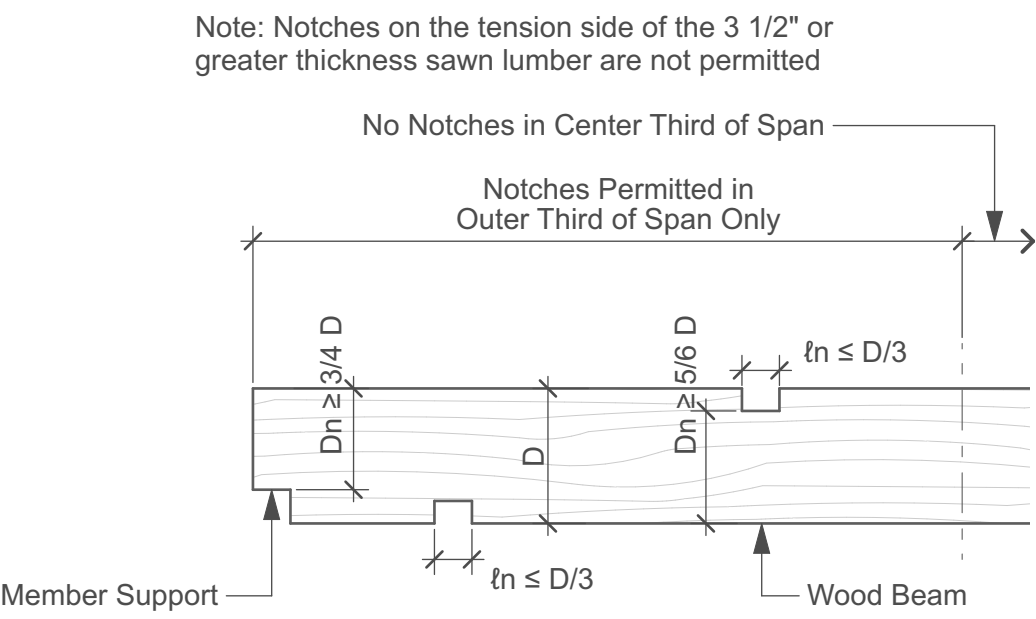 Note: Notches on the tension side of the 3 1/2" or
greater thickness sawn lumber are not permitted
No Notches in Center Third of Span
Notches Permitted in
Outer Third of Span Only
Dn ≥ 3/4 D
D
Dn ≥ 5/6 D
ℓn ≤ D/3
ℓn ≤ D/3
Member Support
Wood Beam